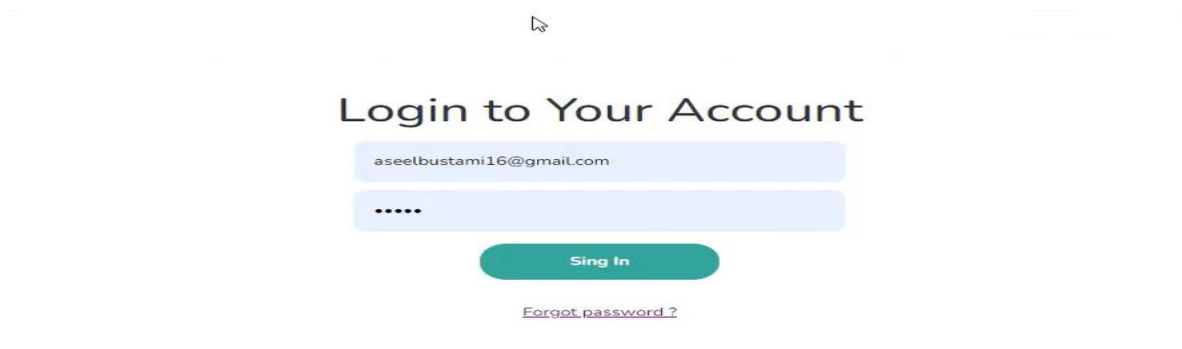 Login to Your Account
aseelbustami16@gmail.com
•••••
Sing In
Forgot password ?